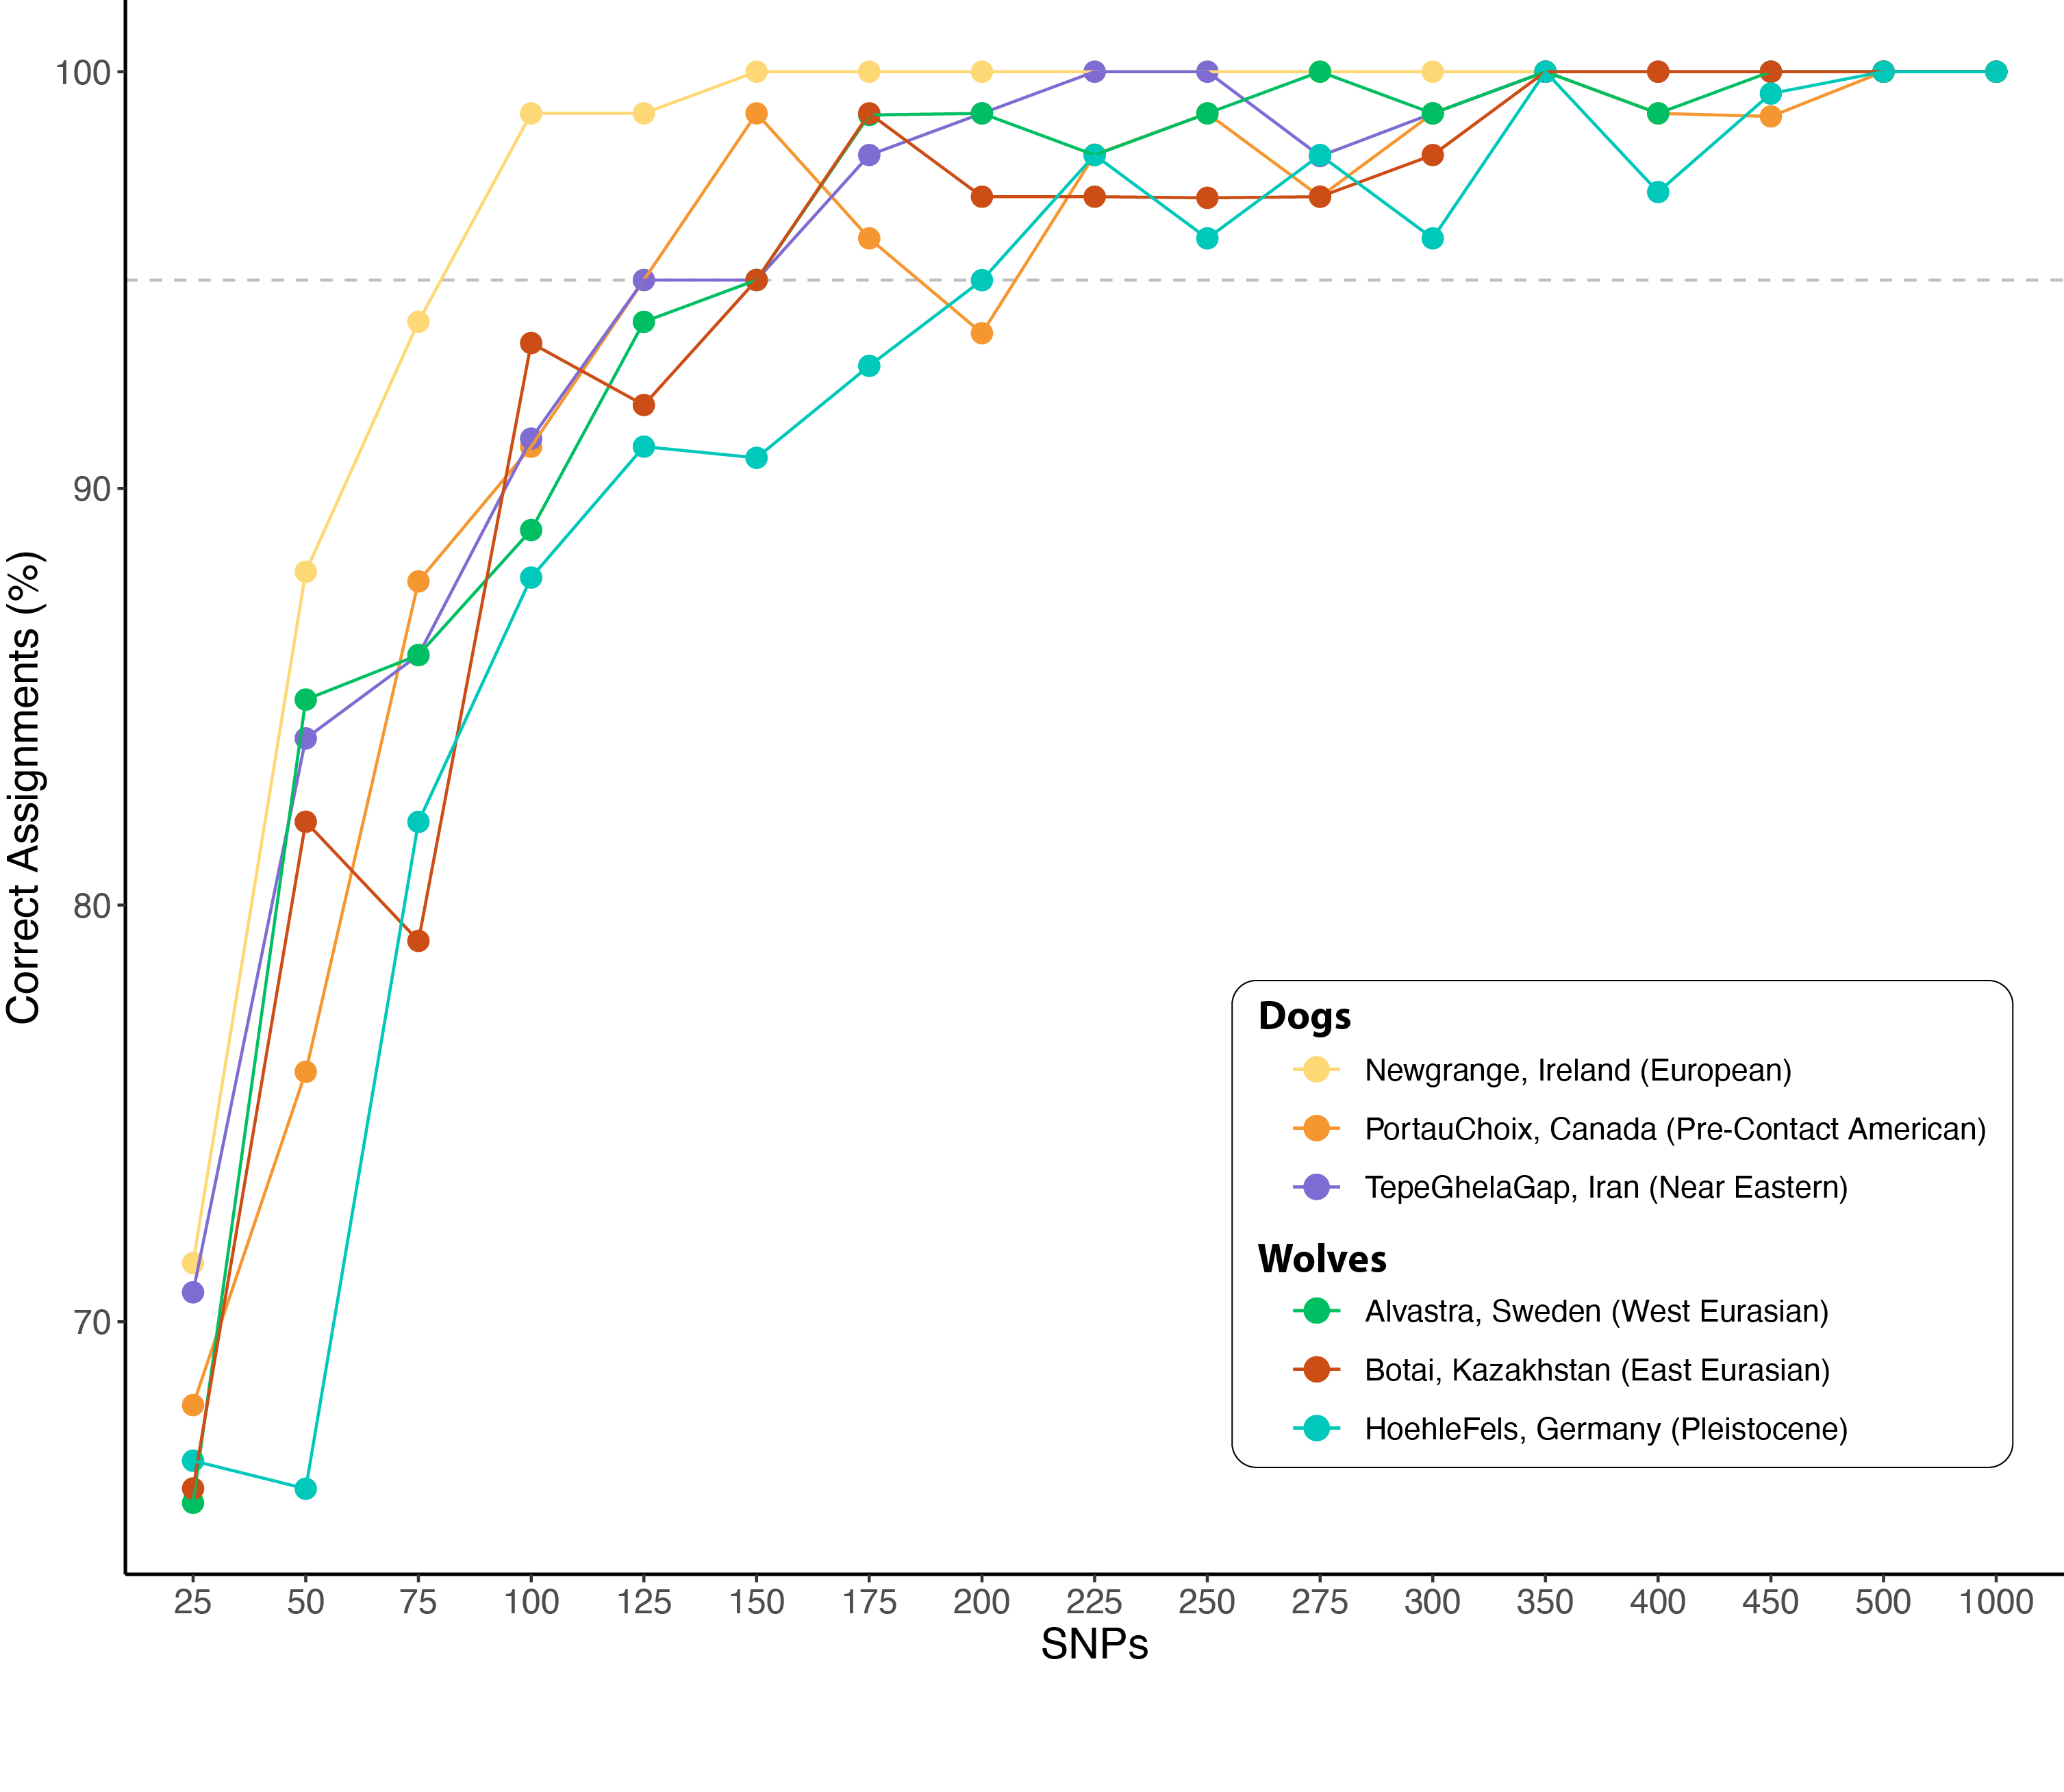 100
90
80
70
Correct Assignments (%)
Dogs
Newgrange, Ireland (European)
PortauChoix, Canada (Pre-Contact American)
TepeGhelaGap, Iran (Near Eastern)
Wolves
Alvastra, Sweden (West Eurasian)
Botai, Kazakhstan (East Eurasian)
HoehleFels, Germany (Pleistocene)
25 50 75 100 125 150 175 200 225 250 275 300 350 400 450 500 1000
SNPs